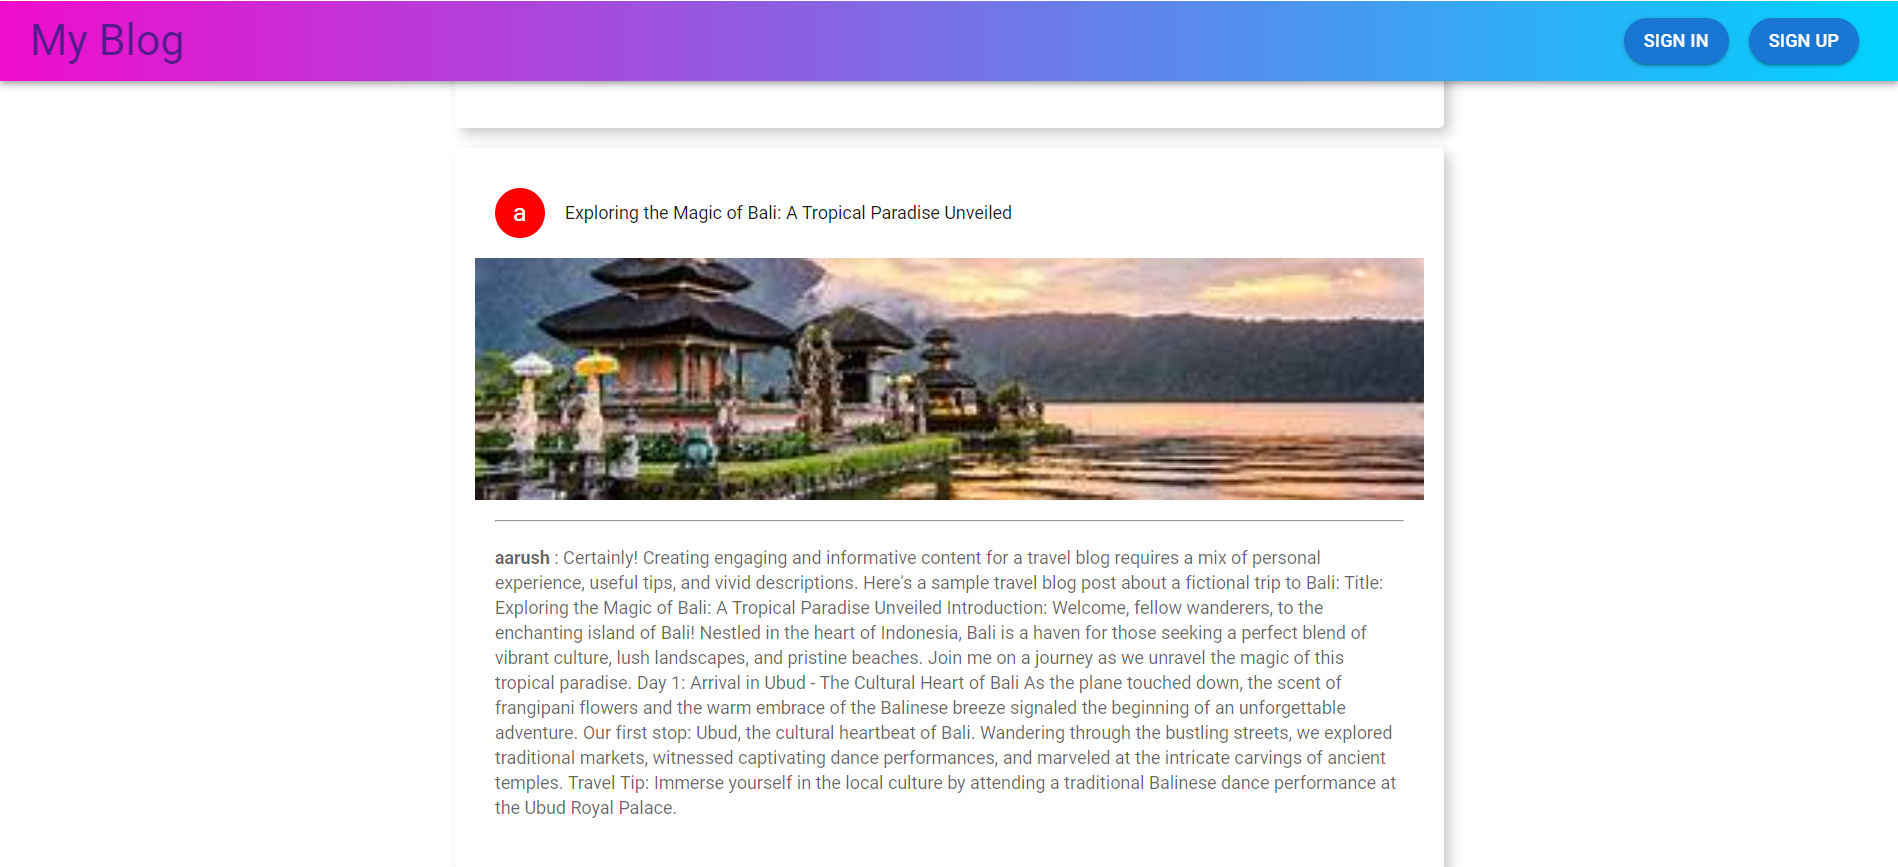 My Blog
SIGN IN
SIGN UP
a
Exploring the Magic of Bali: A Tropical Paradise Unveiled
aarush : Certainly! Creating engaging and informative content for a travel blog requires a mix of personal
experience, useful tips, and vivid descriptions. Here's a sample travel blog post about a fictional trip to Bali: Title:
Exploring the Magic of Bali: A Tropical Paradise Unveiled Introduction: Welcome, fellow wanderers, to the
enchanting island of Bali! Nestled in the heart of Indonesia, Bali is a haven for those seeking a perfect blend of
vibrant culture, lush landscapes, and pristine beaches. Join me on a journey as we unravel the magic of this
tropical paradise. Day 1: Arrival in Ubud - The Cultural Heart of Bali As the plane touched down, the scent of
frangipani flowers and the warm embrace of the Balinese breeze signaled the beginning of an unforgettable
adventure. Our first stop: Ubud, the cultural heartbeat of Bali. Wandering through the bustling streets, we explored
traditional markets, witnessed captivating dance performances, and marveled at the intricate carvings of ancient
temples. Travel Tip: Immerse yourself in the local culture by attending a traditional Balinese dance performance at
the Ubud Royal Palace.